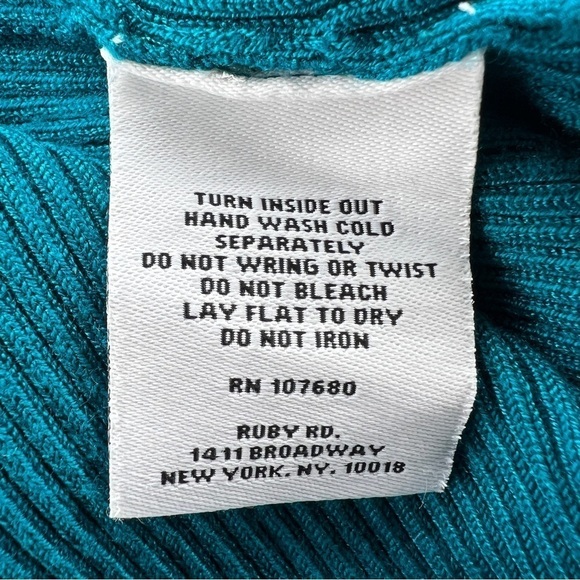 TURN INSIDE OUT
HAND WASH COLD
SEPARATELY
DO NOT WRING OR TWIST
DO NOT BLEACH
LAY FLAT TO DRY
DO NOT IRON
RN 107680
RUBY RD.
1411 BROADWAY
NEW YORK. NY. 10018